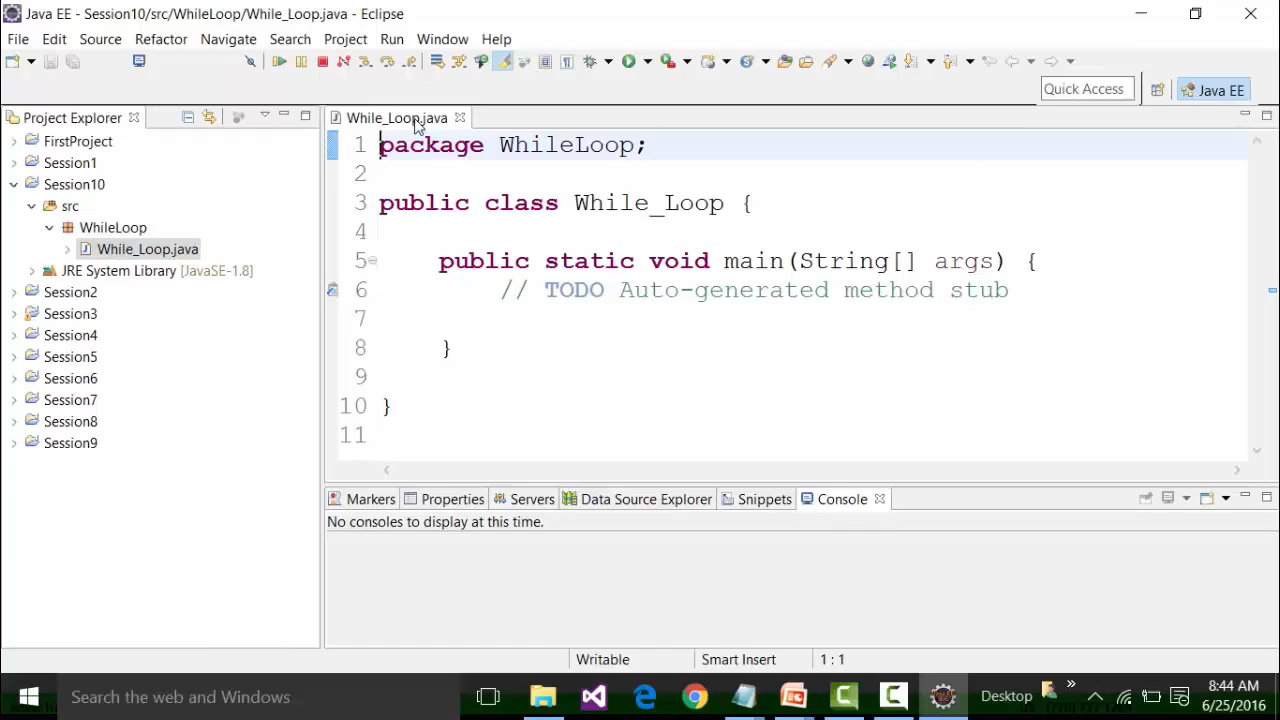 Java EE - Session10/src/WhileLoop/While_Loop.java - Eclipse
File Edit Source Refactor Navigate Search Project Run Window Help
Quick Access
Java EE
Project Explorer
FirstProject
Session1
Session10
src
WhileLoop
While_Loop.java
JRE System Library [JavaSE-1.8]
Session2
Session3
Session4
Session5
Session6
Session7
Session8
Session9
While_Loop.java
1 package WhileLoop;
2
3 public class While_Loop {
4
5 public static void main(String[] args) {
6 // TODO Auto-generated method stub
7
8 }
9
10 }
11
Markers Properties Servers Data Source Explorer Snippets Console
No consoles to display at this time.
Writable Smart Insert 1 : 1
Search the web and Windows
Desktop
8:44 AM
6/25/2016